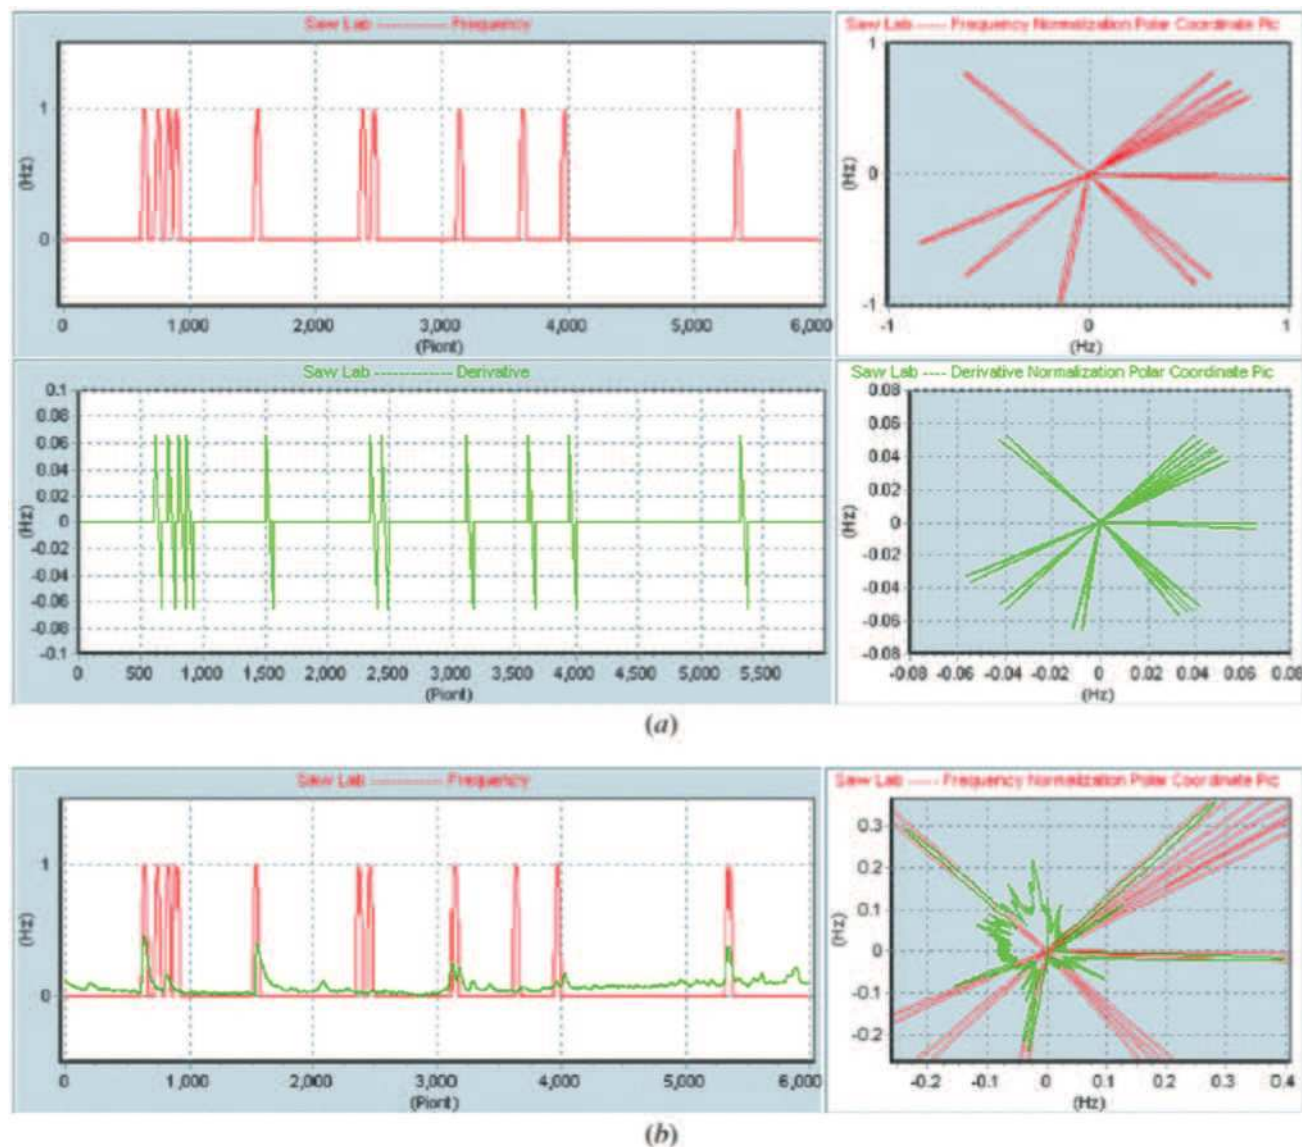 Saw Lab ------------- Frequency
(Hz)
1
0
0 1,000 2,000 3,000 4,000 5,000 6,000
(Piont)
Saw Lab ----- Frequency Normalization Polar Coordinate Pic
(Hz)
1
0
-1
-1 0 1
(Hz)
Saw Lab ------------- Derivative
(Hz)
0.1
0.08
0.06
0.04
0.02
0
-0.02
-0.04
-0.06
-0.08
-0.1
0 500 1,000 1,500 2,000 2,500 3,000 3,500 4,000 4,500 5,000 5,500
(Piont)
Saw Lab ---- Derivative Normalization Polar Coordinate Pic
(Hz)
0.08
0.06
0.04
0.02
0.00
-0.02
-0.04
-0.06
-0.08
-0.08 -0.06 -0.04 -0.02 0.00 0.02 0.04 0.06 0.08
(Hz)
(a)
Saw Lab ------------- Frequency
(Hz)
1
0
0 1,000 2,000 3,000 4,000 5,000 6,000
(Piont)
Saw Lab ----- Frequency Normalization Polar Coordinate Pic
(Hz)
0.3
0.2
0.1
0
-0.1
-0.2
-0.2 -0.1 0 0.1 0.2 0.3 0.4
(Hz)
(b)